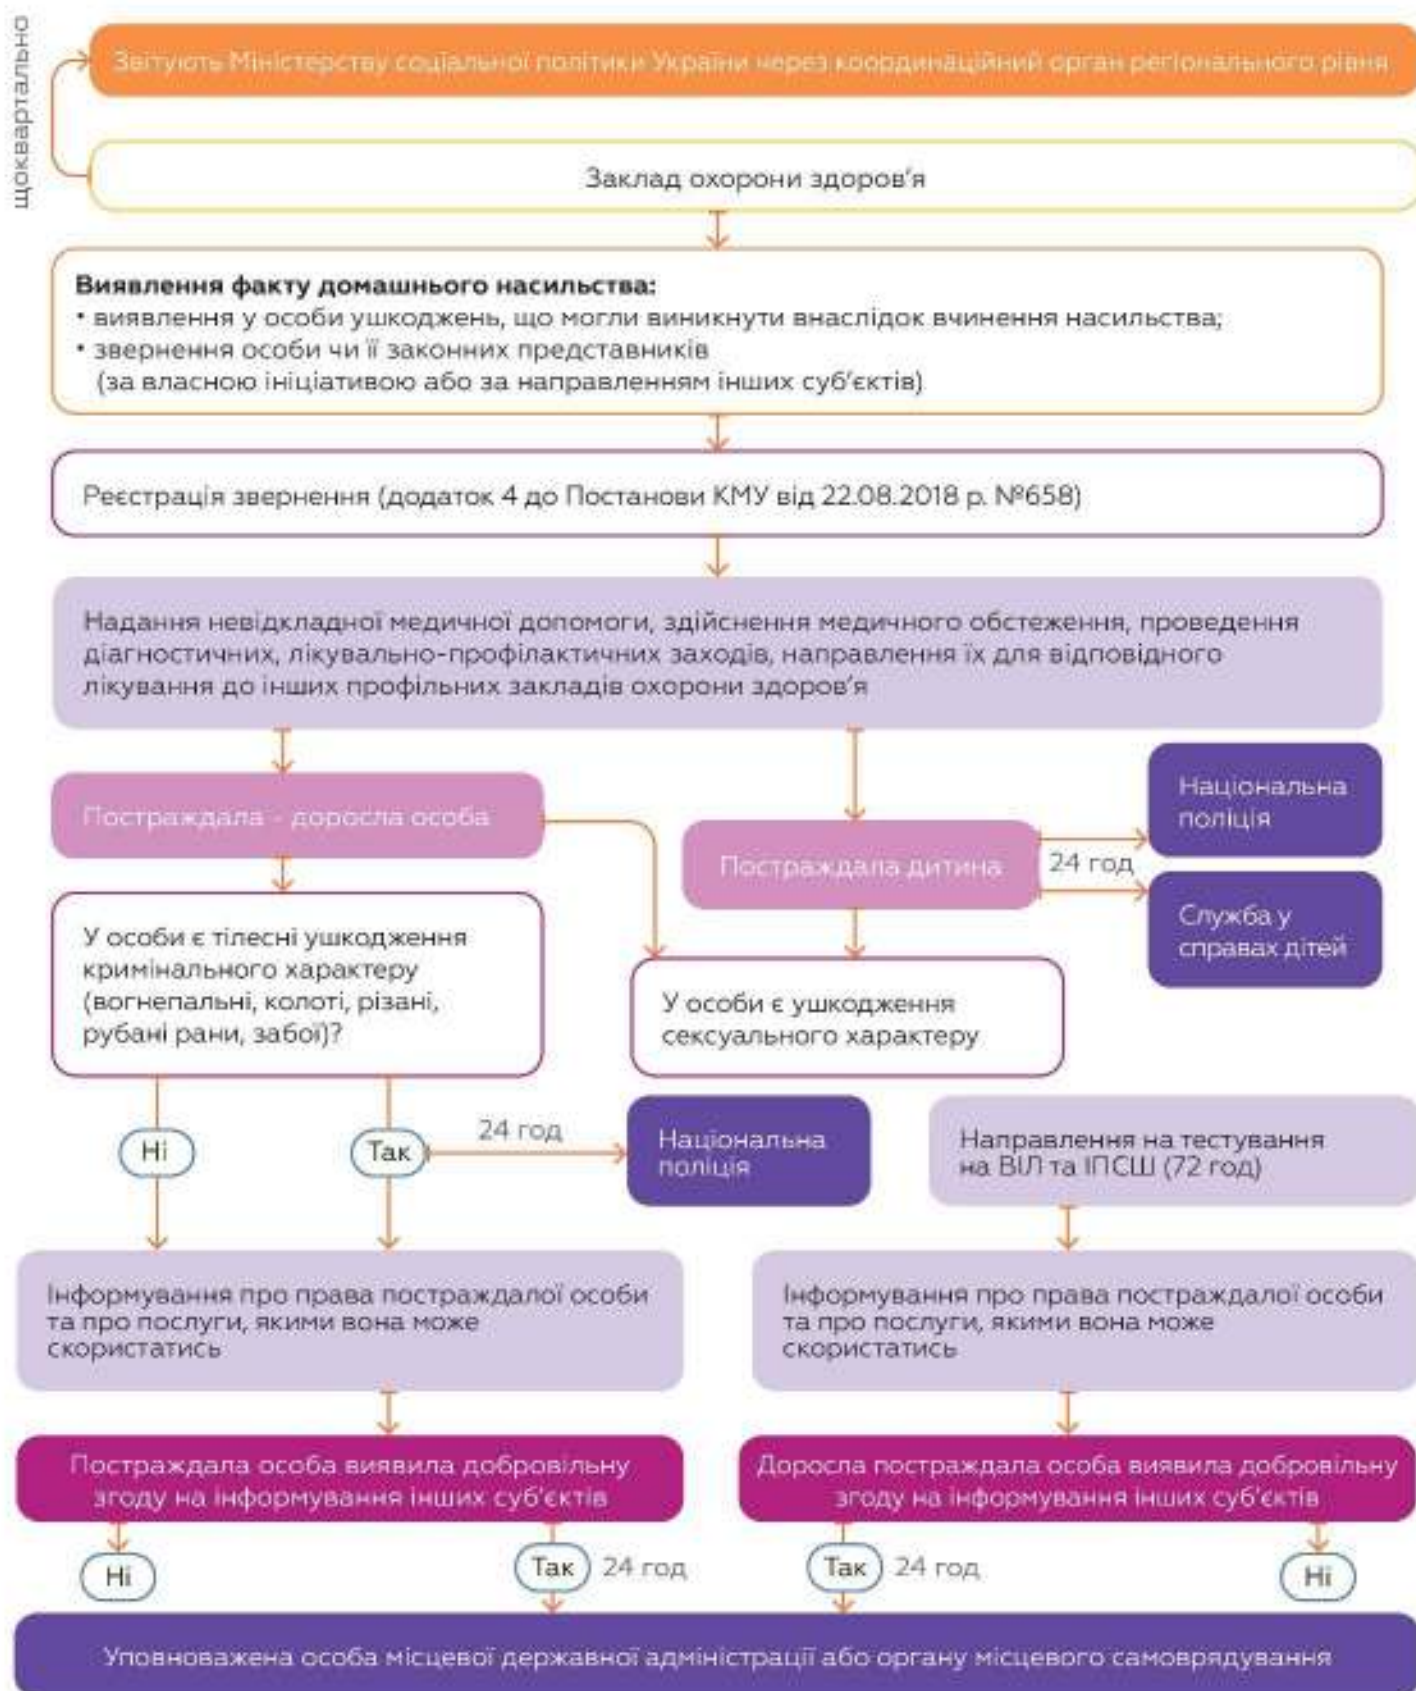 щоквартально
Звітують Міністерству соціальної політики України через координаційний орган регіонального рівня
Заклад охорони здоров’я
Виявлення факту домашнього насильства:
• виявлення у особи ушкоджень, що могли виникнути внаслідок вчинення насильства;
• звернення особи чи її законних представників
(за власною ініціативою або за направленням інших суб’єктів)
Реєстрація звернення (додаток 4 до Постанови КМУ від 22.08.2018 р. №658)
Надання невідкладної медичної допомоги, здійснення медичного обстеження, проведення
діагностичних, лікувально-профілактичних заходів, направлення їх для відповідного
лікування до інших профільних закладів охорони здоров’я
Постраждала - доросла особа
Постраждала дитина
24 год
Національна
поліція
Служба у
справах дітей
У особи є тілесні ушкодження
кримінального характеру
(вогнепальні, колоті, різані,
рубані рани, забої)?
У особи є ушкодження
сексуального характеру
Ні
Так
24 год
Національна
поліція
Направлення на тестування
на ВІЛ та ІПСШ (72 год)
Інформування про права постраждалої особи
та про послуги, якими вона може
скористатись
Інформування про права постраждалої особи
та про послуги, якими вона може
скористатись
Постраждала особа виявила добровільну
згоду на інформування інших суб’єктів
Доросла постраждала особа виявила добровільну
згоду на інформування інших суб’єктів
Ні
Так 24 год
Так 24 год
Ні
Уповноважена особа місцевої державної адміністрації або органу місцевого самоврядування